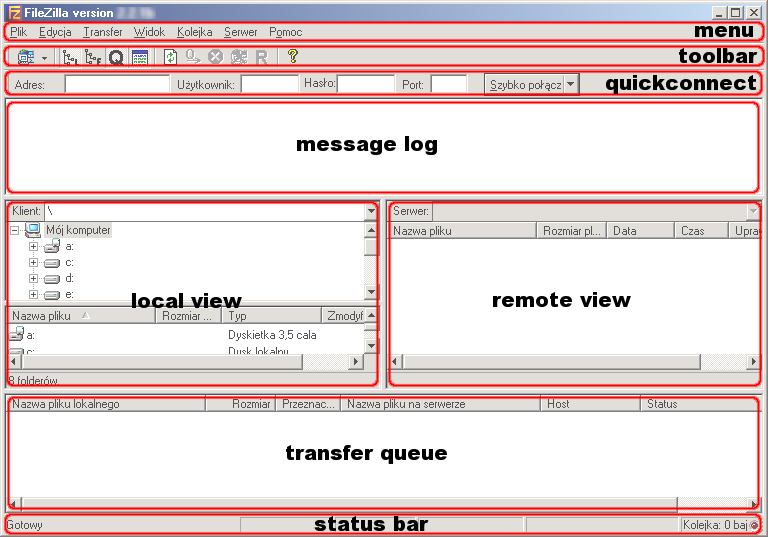 FileZilla version
Plik Edycja Transfer Widok Kolejka Serwer Pomoc menu
toolbar
Adres: Użytkownik: Hasło: Port: Szybko połącz quickconnect
message log
Klient: \
Mój komputer
a:
c:
d:
e:
local view
Nazwa pliku Rozmiar ... Typ Zmodyf
a: Dyskietka 3,5 cala
c: Dysk lokalny
8 folderów
Serwer:
Nazwa pliku Rozmiar pl... Data Czas Upra
remote view
Nazwa pliku lokalnego Rozmiar Przeznac... Nazwa pliku na serwerze Host Status
transfer queue
Gotowy status bar Kolejka: 0 baj